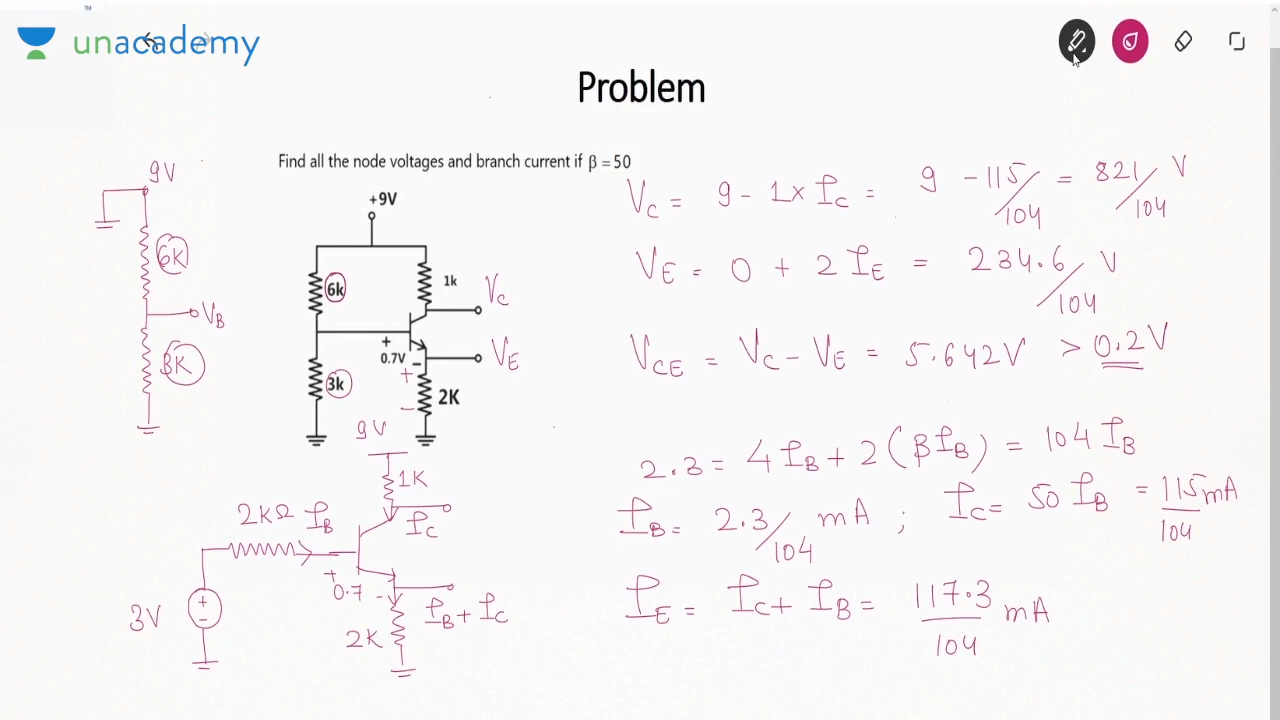 TM
unacademy
Problem
Find all the node voltages and branch current if β = 50
9V
6K
VB
3K
+9V
6k
1k
VC
+
0.7V
-
VE
+
3k
2K
-
9V
1K
2KΩ IB
IC
+
0.7
-
3V
+
-
IB + IC
2K
VC = 9 - 1 x IC = 9 - 115/104 = 821/104 V
VE = 0 + 2 IE = 234.6/104 V
VCE = VC - VE = 5.642V > 0.2V
2.3 = 4 IB + 2 (βIB) = 104 IB
IB = 2.3/104 mA ; IC = 50 IB = 115/104 mA
IE = IC + IB = 117.3/104 mA